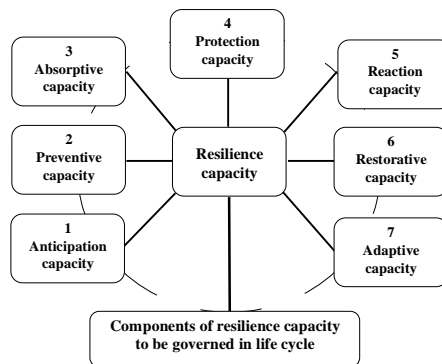 4
Protection
capacity
3
Absorptive
capacity
5
Reaction
capacity
2
Preventive
capacity
Resilience
capacity
6
Restorative
capacity
1
Anticipation
capacity
7
Adaptive
capacity
Components of resilience capacity
to be governed in life cycle